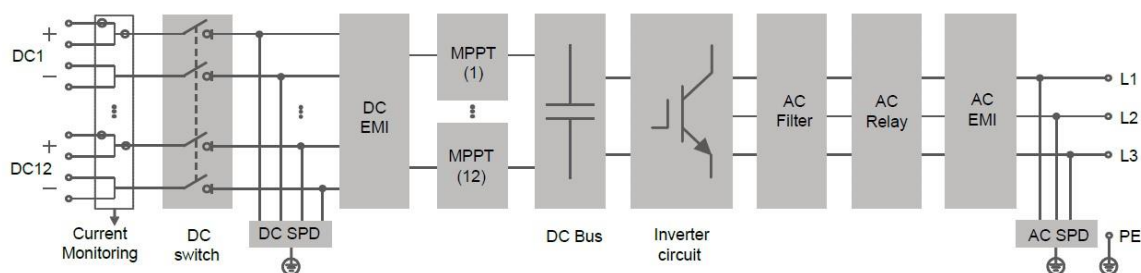 +
DC1
−
+
DC12
−
Current
Monitoring
DC
switch
DC SPD
DC
EMI
MPPT
(1)
MPPT
(12)
DC Bus
Inverter
circuit
AC
Filter
AC
Relay
AC
EMI
AC SPD
L1
L2
L3
PE